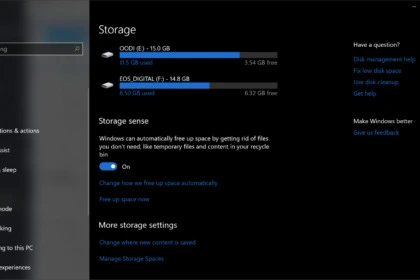 Storage
OODI (E:) - 15.0 GB
11.5 GB used
3.54 GB free
EOS_DIGITAL (F:) - 14.8 GB
8.50 GB used
6.32 GB free
Storage sense
Windows can automatically free up space by getting rid of files
you don't need, like temporary files and content in your recycle
bin
On
Change how we free up space automatically
Free up space now
More storage settings
Change where new content is saved
Manage Storage Spaces
Have a question?
Disk management help
Fix low disk space
Use disk cleanup
Get help
Make Windows better
Give us feedback
ns & actions
sleep
mode
king
ng to this PC
experiences